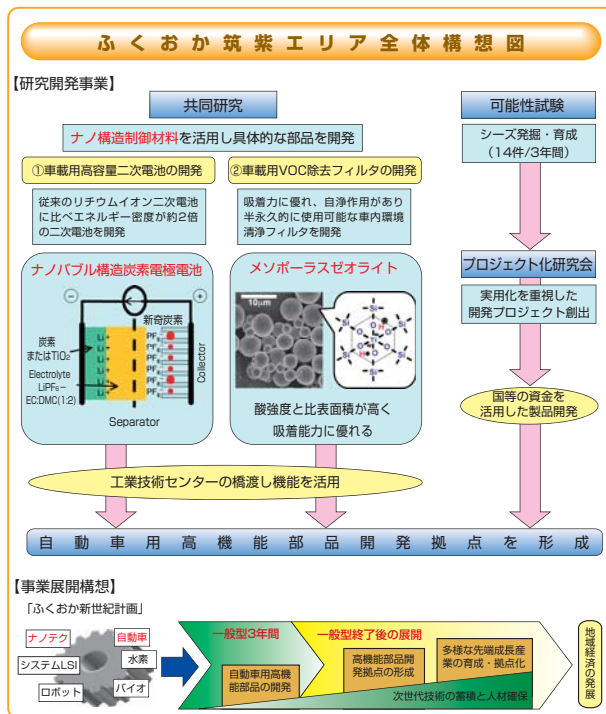 ふくおか筑紫エリア全体構想図
【研究開発事業】
共同研究
ナノ構造制御材料を活用し具体的な部品を開発
①車載用高容量二次電池の開発
従来のリチウムイオン二次電池
に比べエネルギー密度が約2倍
の二次電池を開発
ナノバブル構造炭素電極電池
新奇炭素
炭素
またはTiO₂
Electrolyte
LiPF₆－
EC:DMC(1:2)
Separator
Collector
②車載用VOC除去フィルタの開発
吸着力に優れ、自浄作用があり
半永久的に使用可能な車内環境
清浄フィルタを開発
メソポーラスゼオライト
10μm
酸強度と比表面積が高く
吸着能力に優れる
工業技術センターの橋渡し機能を活用
可能性試験
シーズ発掘・育成
(14件/3年間)
プロジェクト化研究会
実用化を重視した
開発プロジェクト創出
国等の資金を
活用した製品開発
自動車用高機能部品開発拠点を形成
【事業展開構想】
「ふくおか新世紀計画」
ナノテク
自動車
システムLSI
水素
ロボット
バイオ
一般型3年間
自動車用高機
能部品の開発
一般型終了後の展開
高機能部品開
発拠点の形成
多様な先端成長産
業の育成・拠点化
次世代技術の蓄積と人材確保
地域経済の発展